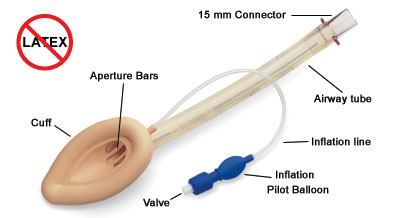 15 mm Connector
LATEX
Aperture Bars
Airway tube
Cuff
Inflation line
Inflation
Pilot Balloon
Valve